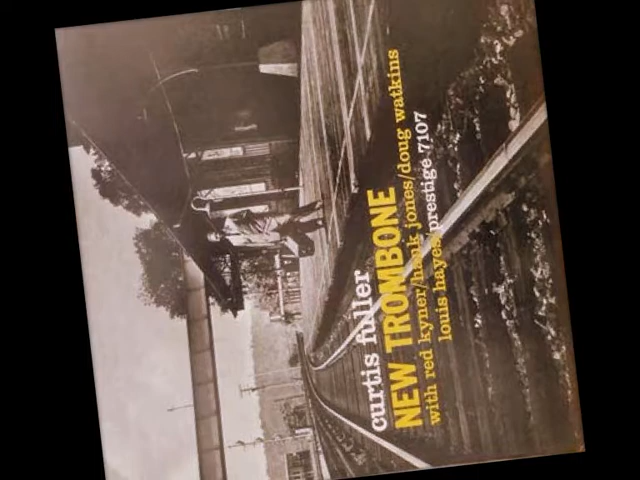 curtis fuller
NEW TROMBONE
with red kyner/hank jones/doug watkins
louis hayes prestige 7107